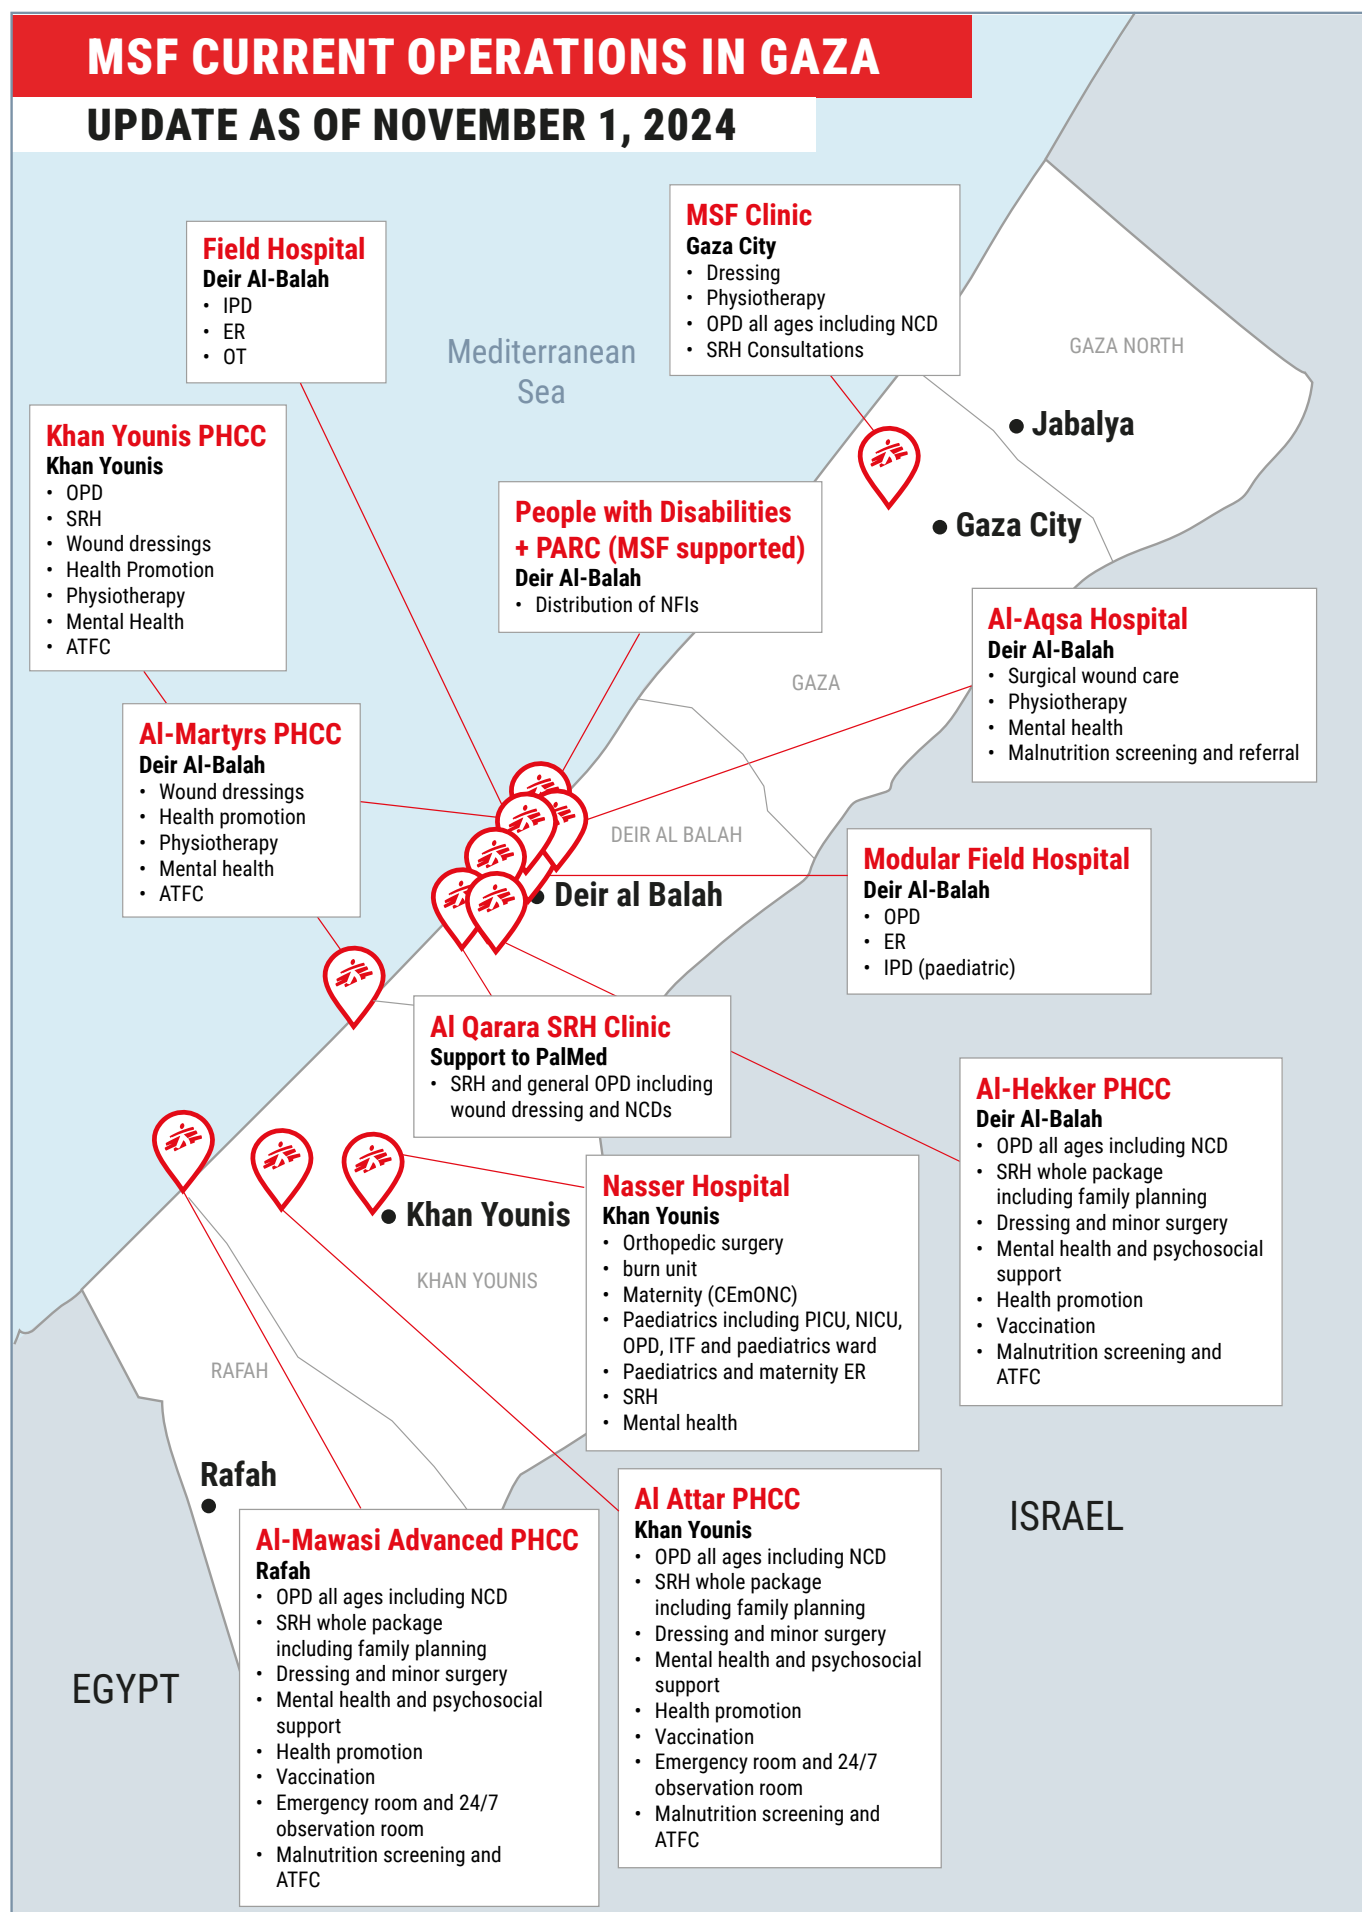 MSF CURRENT OPERATIONS IN GAZA
UPDATE AS OF NOVEMBER 1, 2024
MSF Clinic
Gaza City
• Dressing
• Physiotherapy
• OPD all ages including NCD
• SRH Consultations
Field Hospital
Deir Al-Balah
• IPD
• ER
• OT
Mediterranean
Sea
GAZA NORTH
Jabalya
Khan Younis PHCC
Khan Younis
• OPD
• SRH
• Wound dressings
• Health Promotion
• Physiotherapy
• Mental Health
• ATFC
People with Disabilities
+ PARC (MSF supported)
Deir Al-Balah
• Distribution of NFIs
Gaza City
Al-Aqsa Hospital
Deir Al-Balah
• Surgical wound care
• Physiotherapy
• Mental health
• Malnutrition screening and referral
GAZA
Al-Martyrs PHCC
Deir Al-Balah
• Wound dressings
• Health promotion
• Physiotherapy
• Mental health
• ATFC
DEIR AL BALAH
Deir al Balah
Modular Field Hospital
Deir Al-Balah
• OPD
• ER
• IPD (paediatric)
Al Qarara SRH Clinic
Support to PalMed
• SRH and general OPD including
wound dressing and NCDs
Al-Hekker PHCC
Deir Al-Balah
• OPD all ages including NCD
• SRH whole package
including family planning
• Dressing and minor surgery
• Mental health and psychosocial
support
• Health promotion
• Vaccination
• Malnutrition screening and
ATFC
Khan Younis
KHAN YOUNIS
Nasser Hospital
Khan Younis
• Orthopedic surgery
• burn unit
• Maternity (CEmONC)
• Paediatrics including PICU, NICU,
OPD, ITF and paediatrics ward
• Paediatrics and maternity ER
• SRH
• Mental health
RAFAH
Rafah
ISRAEL
EGYPT
Al-Mawasi Advanced PHCC
Rafah
• OPD all ages including NCD
• SRH whole package
including family planning
• Dressing and minor surgery
• Mental health and psychosocial
support
• Health promotion
• Vaccination
• Emergency room and 24/7
observation room
• Malnutrition screening and
ATFC
Al Attar PHCC
Khan Younis
• OPD all ages including NCD
• SRH whole package
including family planning
• Dressing and minor surgery
• Mental health and psychosocial
support
• Health promotion
• Vaccination
• Emergency room and 24/7
observation room
• Malnutrition screening and
ATFC